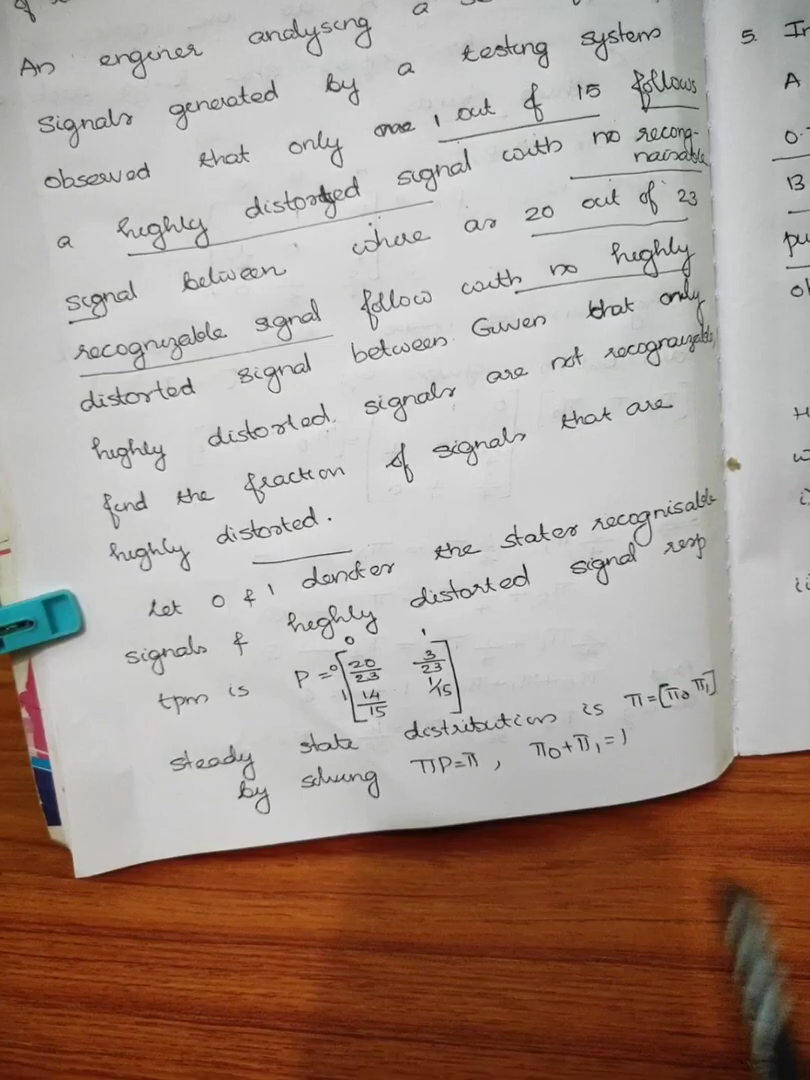 An enginer analysing a
signals generated by a testing system
observed that only 1 out of 15 follows
a highly distorted signal with no recong-
naisable
signal between where as 20 out of 23
recognizable signal follow with no highly
distorted signal between. Given that only
highly distorted signals are not recognizable
find the fraction of signals that are
highly distorted.
Let 0 & 1 denotes the states recognisable
signals & highly distorted signal resp
tpm is P = 0 1 0 [20/23 3/23] 1 [14/15 1/15]
steady state distribution is π=[π0 π1]
by solving πP=π, π0+π1=1
5. In
A
0.
13
pu
i)